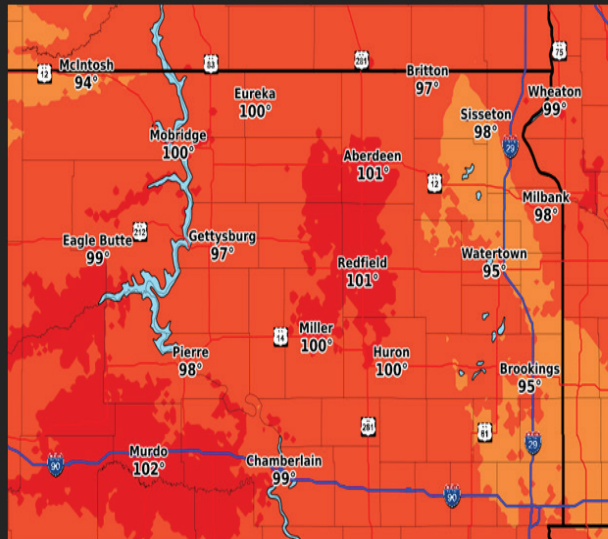 75
McIntosh
12
94°
83
281
Britton
97°
Eureka
100°
Wheaton
99°
Sisseton
98°
29
Mobridge
100°
Aberdeen
101°
12
Milbank
98°
212
Eagle Butte
99°
Gettysburg
97°
Redfield
101°
Watertown
95°
14
Miller
100°
Pierre
98°
Huron
100°
Brookings
95°
281
81
29
Murdo
102°
90
Chamberlain
99°
90